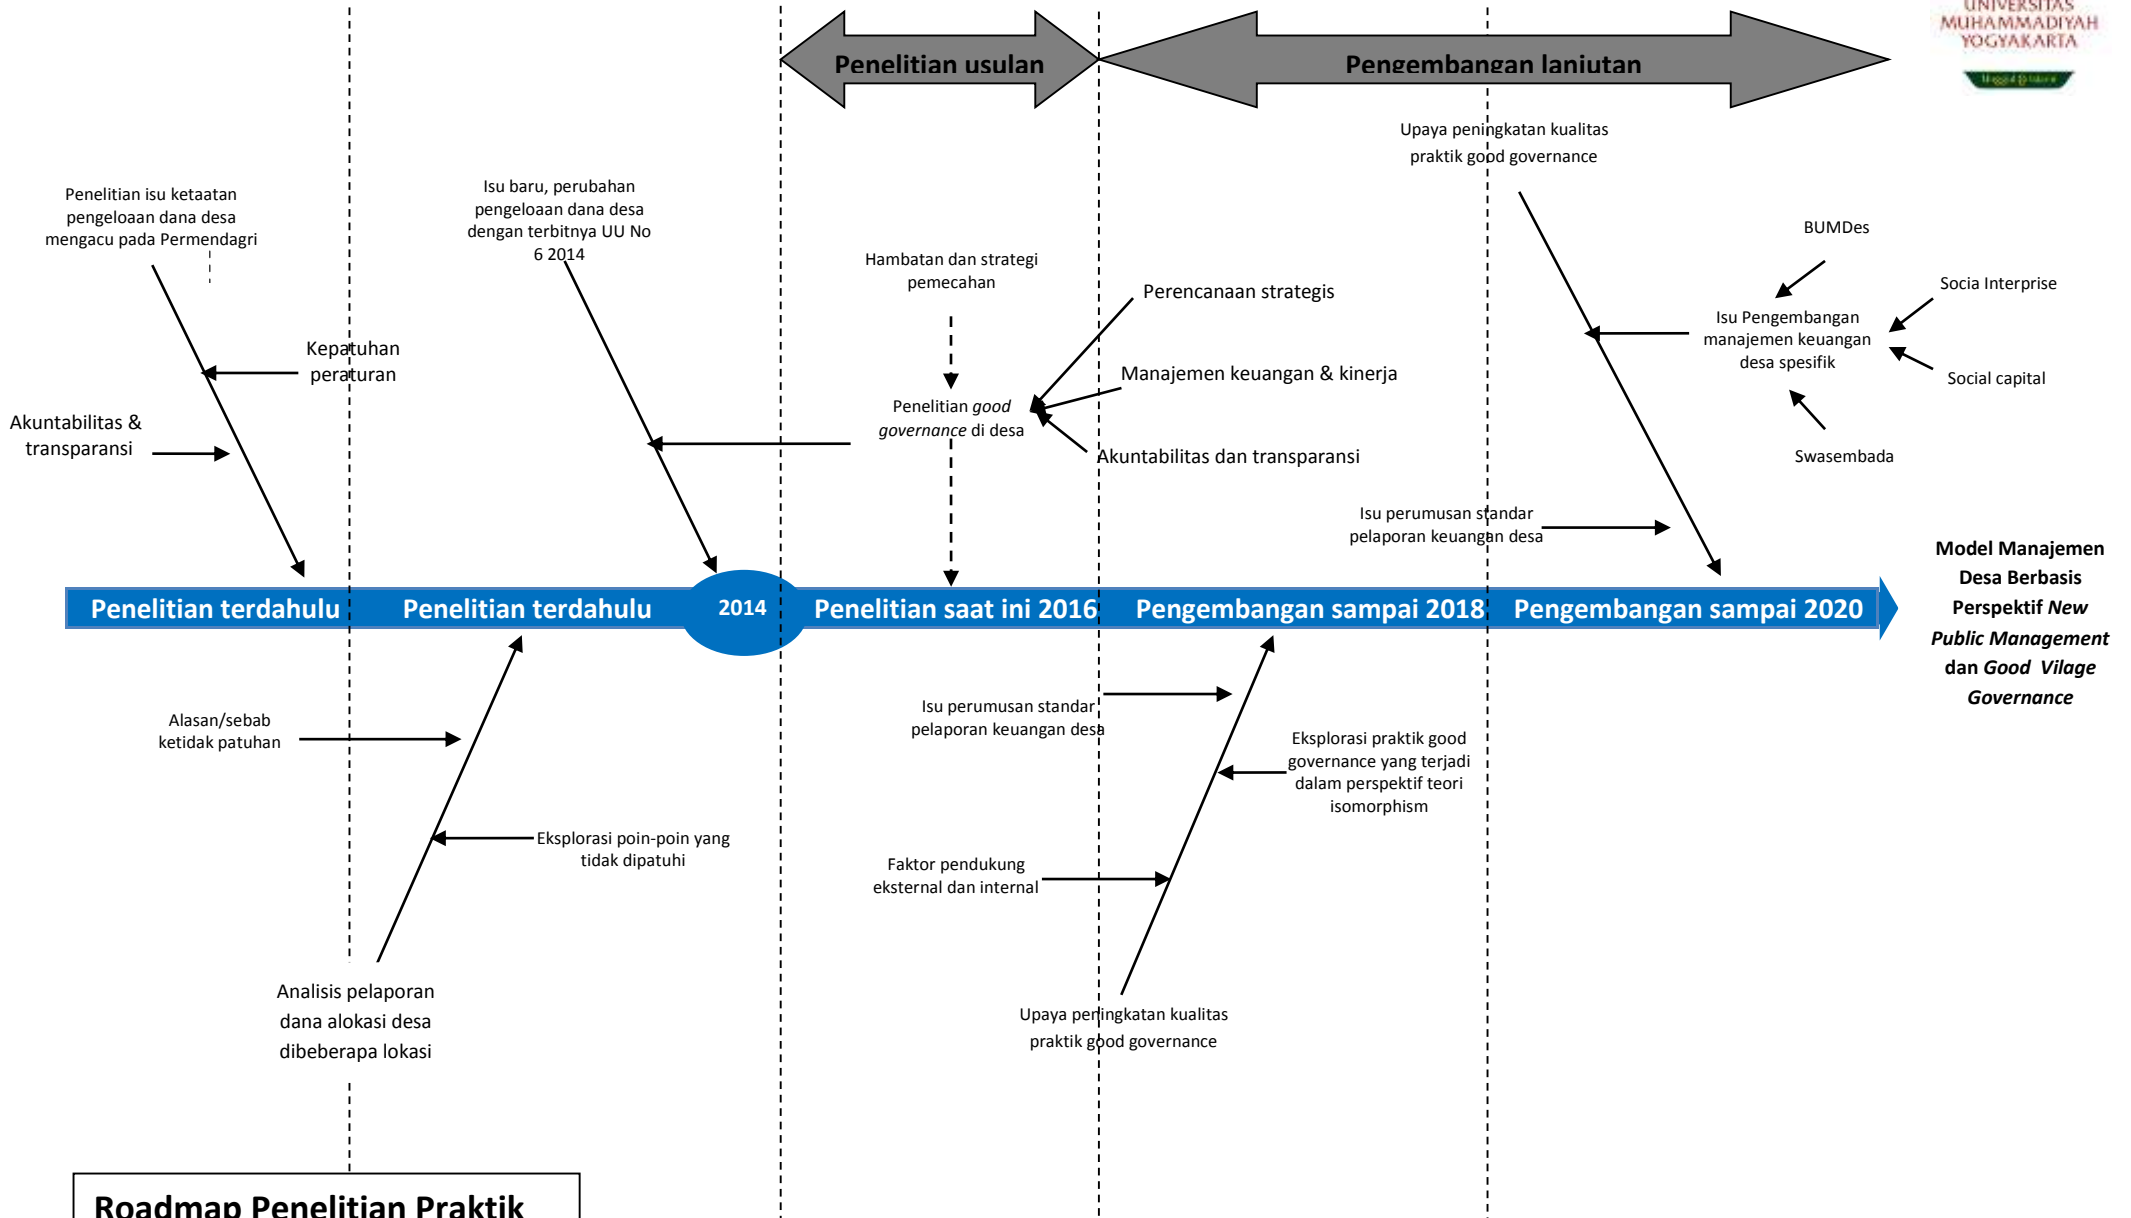 UNIVERSITAS
MUHAMMADIYAH
YOGYAKARTA
Penelitian usulan
Pengembangan lanjutan
Upaya peningkatan kualitas
praktik good governance
Penelitian isu ketaatan
pengeloaan dana desa
mengacu pada Permendagri
Isu baru, perubahan
pengeloaan dana desa
dengan terbitnya UU No
6 2014
Hambatan dan strategi
pemecahan
Perencanaan strategis
BUMDes
Socia Interprise
Isu Pengembangan
manajemen keuangan
desa spesifik
Kepatuhan
peraturan
Manajemen keuangan & kinerja
Social capital
Akuntabilitas &
transparansi
Penelitian good
governance di desa
Akuntabilitas dan transparansi
Swasembada
Isu perumusan standar
pelaporan keuangan desa
Penelitian terdahulu
Penelitian terdahulu
2014
Penelitian saat ini 2016
Pengembangan sampai 2018
Pengembangan sampai 2020
Model Manajemen
Desa Berbasis
Perspektif New
Public Management
dan Good Vilage
Governance
Alasan/sebab
ketidak patuhan
Isu perumusan standar
pelaporan keuangan desa
Eksplorasi praktik good
governance yang terjadi
dalam perspektif teori
isomorphism
Eksplorasi poin-poin yang
tidak dipatuhi
Faktor pendukung
eksternal dan internal
Analisis pelaporan
dana alokasi desa
dibeberapa lokasi
Upaya peningkatan kualitas
praktik good governance
Roadmap Penelitian Praktik